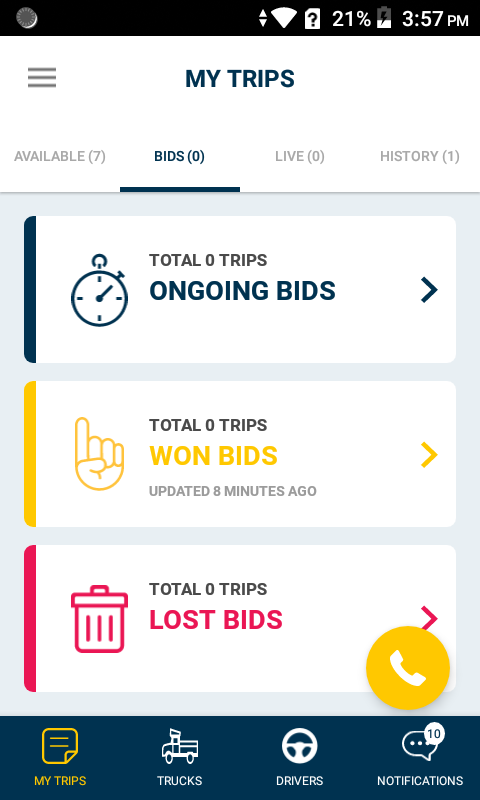 21% 3:57 PM
MY TRIPS
AVAILABLE (7) BIDS (0) LIVE (0) HISTORY (1)
TOTAL 0 TRIPS
ONGOING BIDS
TOTAL 0 TRIPS
WON BIDS
UPDATED 8 MINUTES AGO
TOTAL 0 TRIPS
LOST BIDS
10
MY TRIPS TRUCKS DRIVERS NOTIFICATIONS